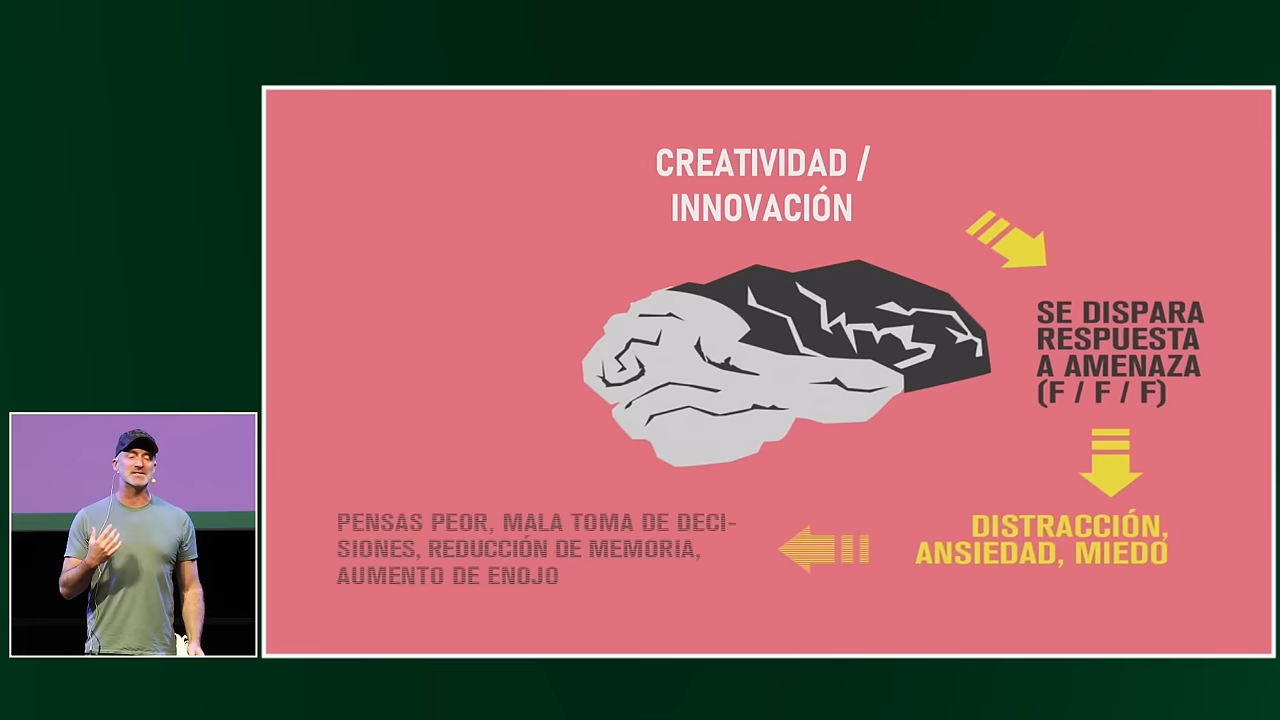 CREATIVIDAD /
INNOVACIÓN
SE DISPARA
RESPUESTA
A AMENAZA
(F / F / F)
DISTRACCIÓN,
ANSIEDAD, MIEDO
PENSAS PEOR, MALA TOMA DE DECI-
SIONES, REDUCCIÓN DE MEMORIA,
AUMENTO DE ENOJO